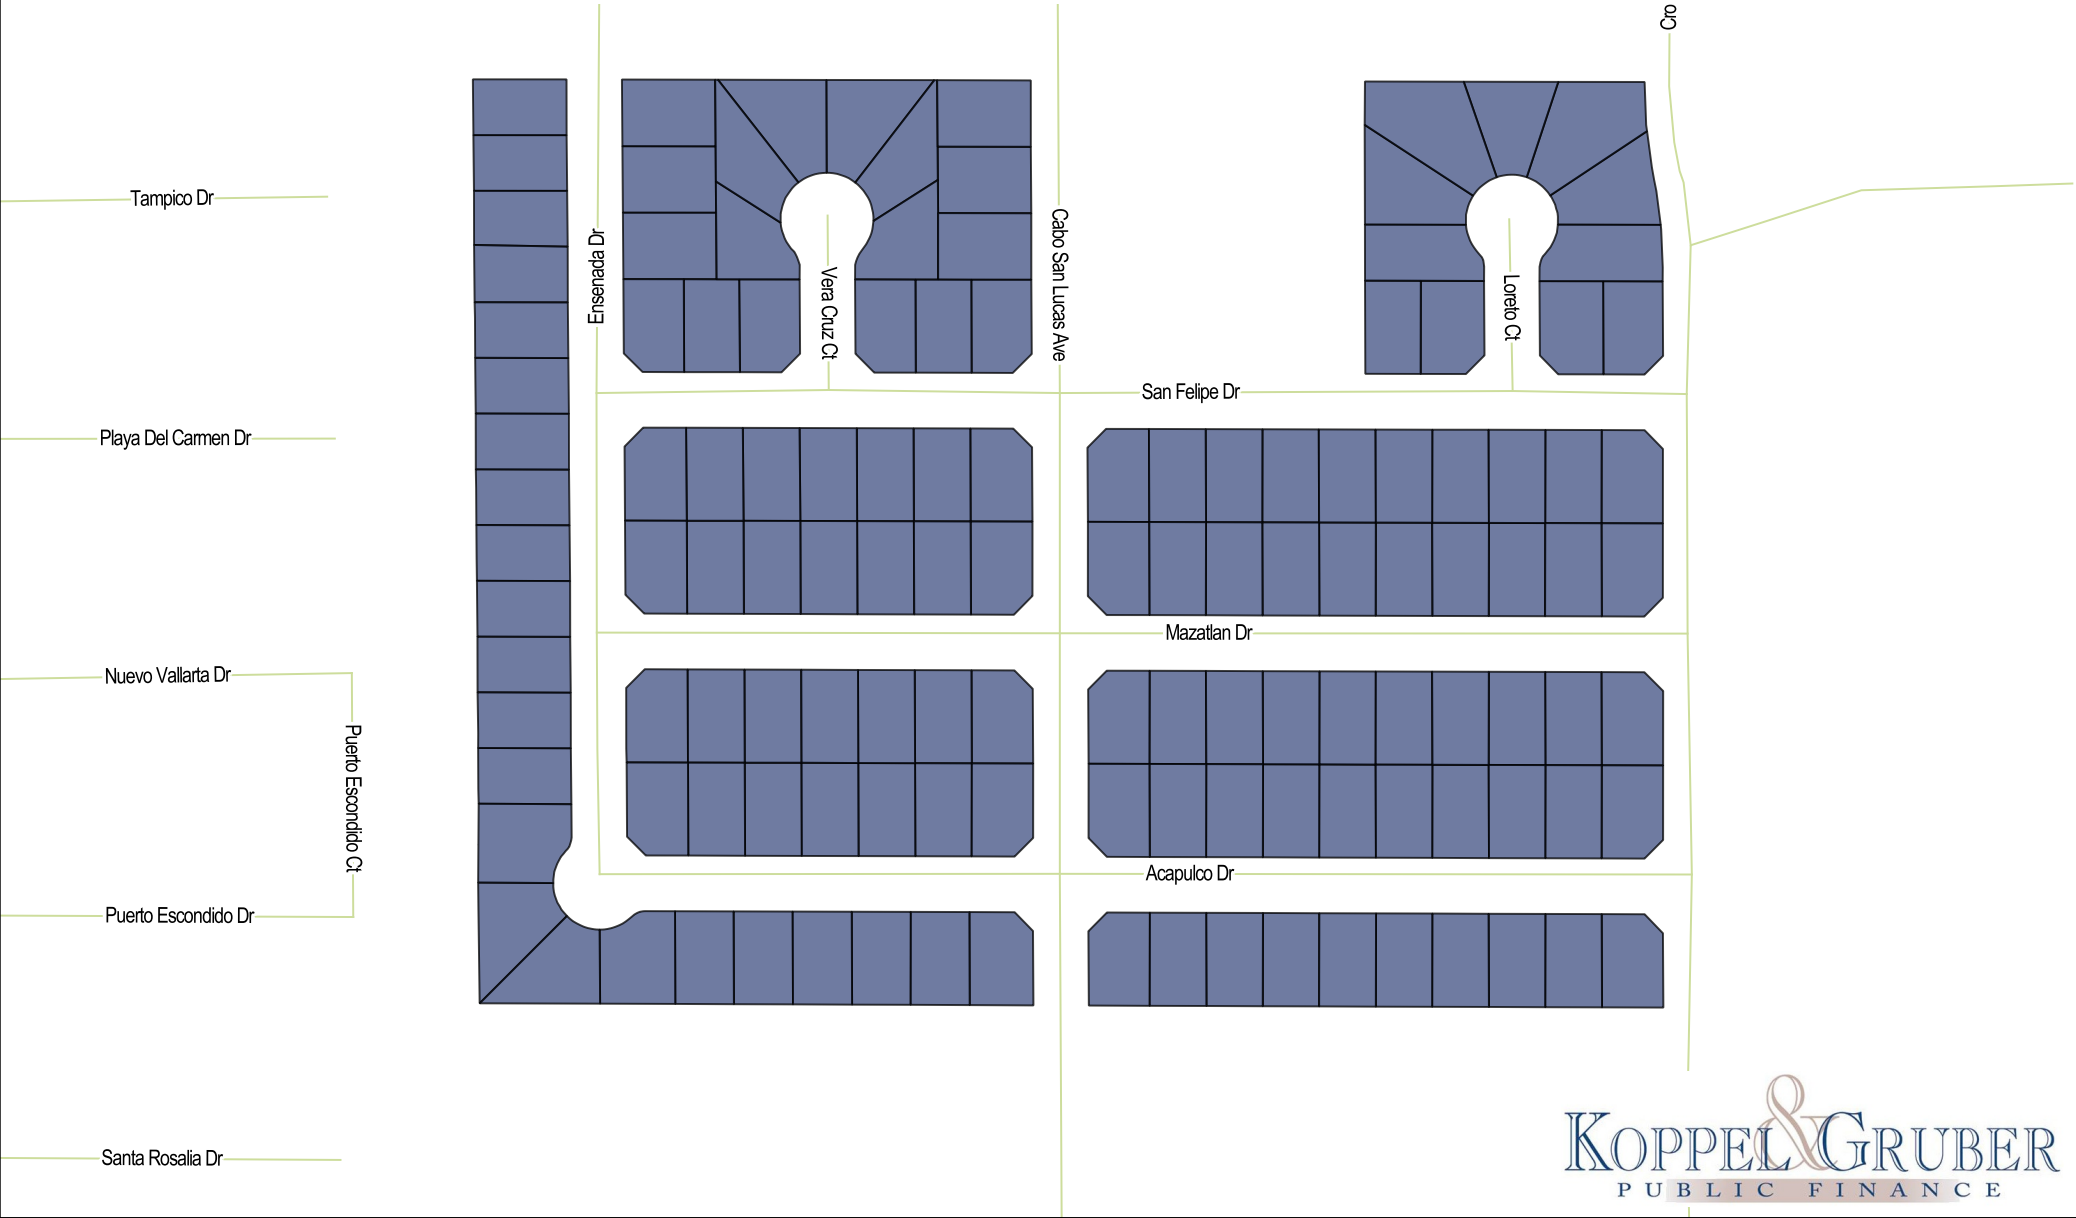 Cro
Tampico Dr
Ensenada Dr
Cabo San Lucas Ave
Vera Cruz Ct
Loreto Ct
San Felipe Dr
Playa Del Carmen Dr
Mazatlan Dr
Nuevo Vallarta Dr
Puerto Escondido Ct
Acapulco Dr
Puerto Escondido Dr
Santa Rosalia Dr
KOPPEL & GRUBER
PUBLIC FINANCE